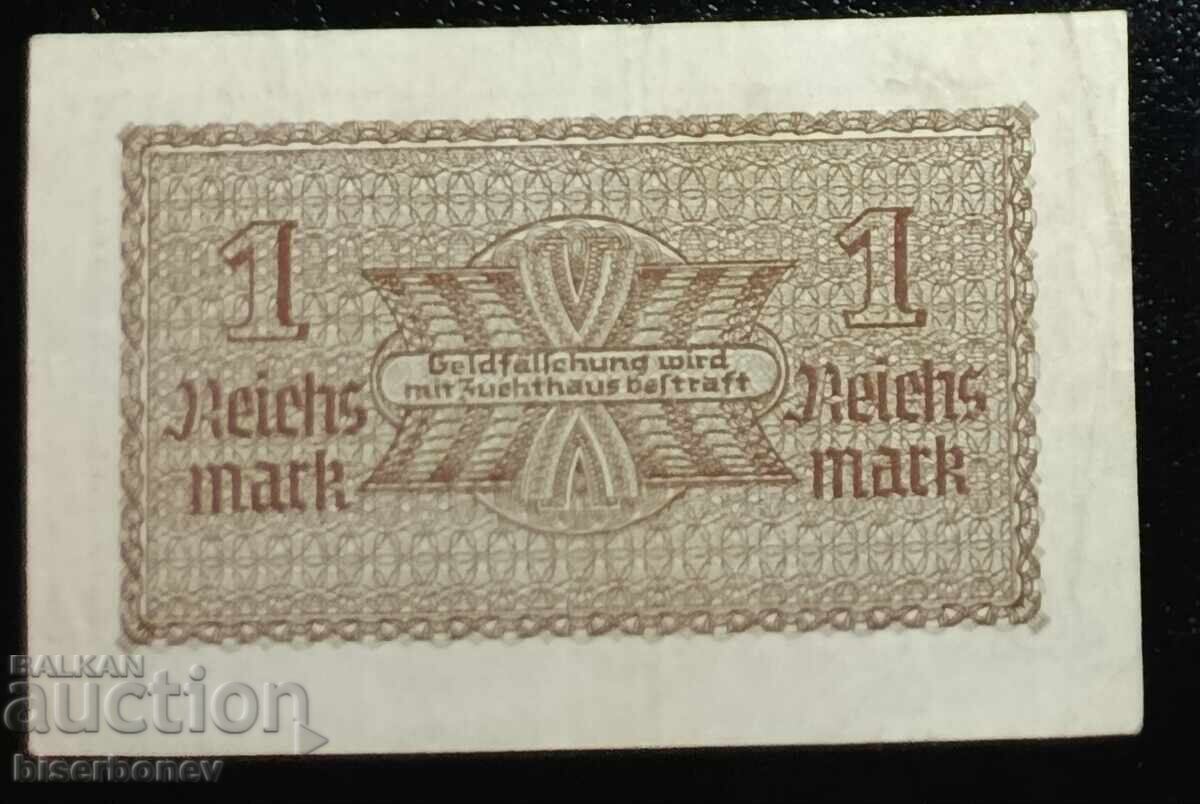 1
1
Geldfälschung wird
mit Zuchthaus bestraft
Reichs
mark
Reichs
mark
BALKAN
auction
biserbonev